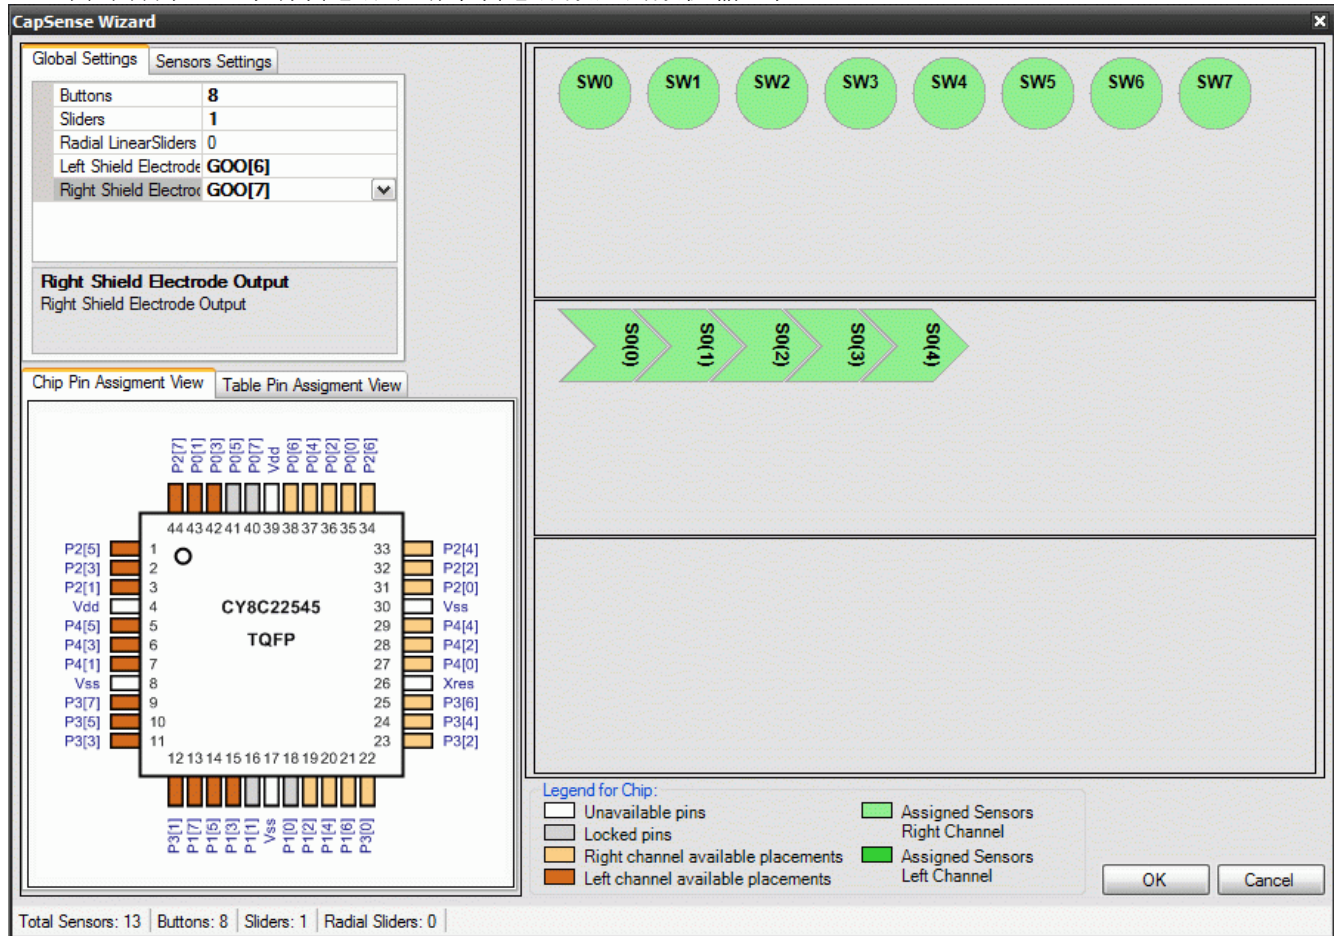 CapSense Wizard
Global Settings
Sensors Settings
Buttons 8
Sliders 1
Radial LinearSliders 0
Left Shield Electrode GOO[6]
Right Shield Electroc GOO[7]
Right Shield Electrode Output
Right Shield Electrode Output
SW0 SW1 SW2 SW3 SW4 SW5 SW6 SW7
S0(0) S0(1) S0(2) S0(3) S0(4)
Chip Pin Assigment View
Table Pin Assigment View
P2[7] P0[1] P0[3] P0[5] P0[7] Vdd P0[6] P0[4] P0[2] P0[0] P2[6]
44 43 42 41 40 39 38 37 36 35 34
P2[5] 1 33 P2[4]
P2[3] 2 32 P2[2]
P2[1] 3 31 P2[0]
Vdd 4 CY8C22545 30 Vss
P4[5] 5 29 P4[4]
P4[3] 6 TQFP 28 P4[2]
P4[1] 7 27 P4[0]
Vss 8 26 Xres
P3[7] 9 25 P3[6]
P3[5] 10 24 P3[4]
P3[3] 11 23 P3[2]
12 13 14 15 16 17 18 19 20 21 22
P3[1] P1[7] P1[5] P1[3] P1[1] Vss P1[0] P1[2] P1[4] P1[6] P3[0]
Legend for Chip:
Unavailable pins
Locked pins
Right channel available placements
Left channel available placements
Assigned Sensors
Right Channel
Assigned Sensors
Left Channel
OK
Cancel
Total Sensors: 13 Buttons: 8 Sliders: 1 Radial Sliders: 0